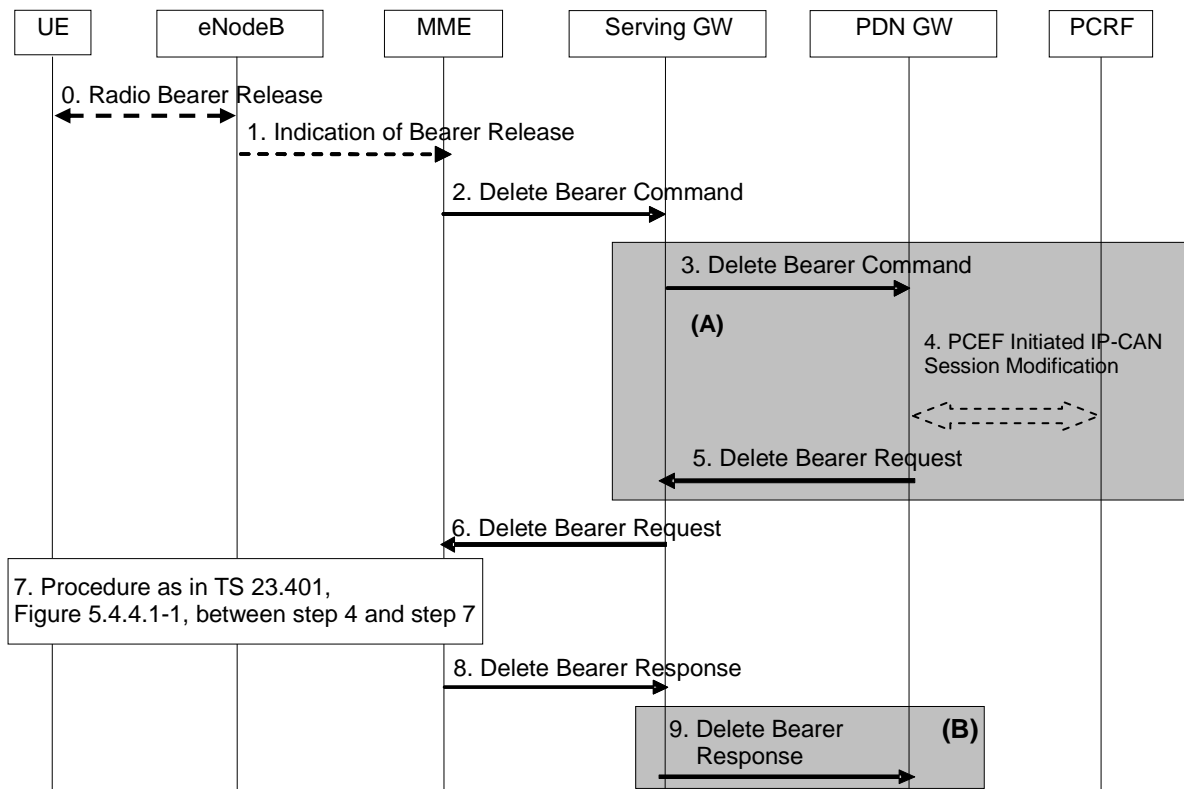 UE
eNodeB
MME
Serving GW
PDN GW
PCRF
0. Radio Bearer Release
1. Indication of Bearer Release
2. Delete Bearer Command
3. Delete Bearer Command
(A)
4. PCEF Initiated IP-CAN
Session Modification
5. Delete Bearer Request
6. Delete Bearer Request
7. Procedure as in TS 23.401,
Figure 5.4.4.1-1, between step 4 and step 7
8. Delete Bearer Response
9. Delete Bearer
Response
(B)